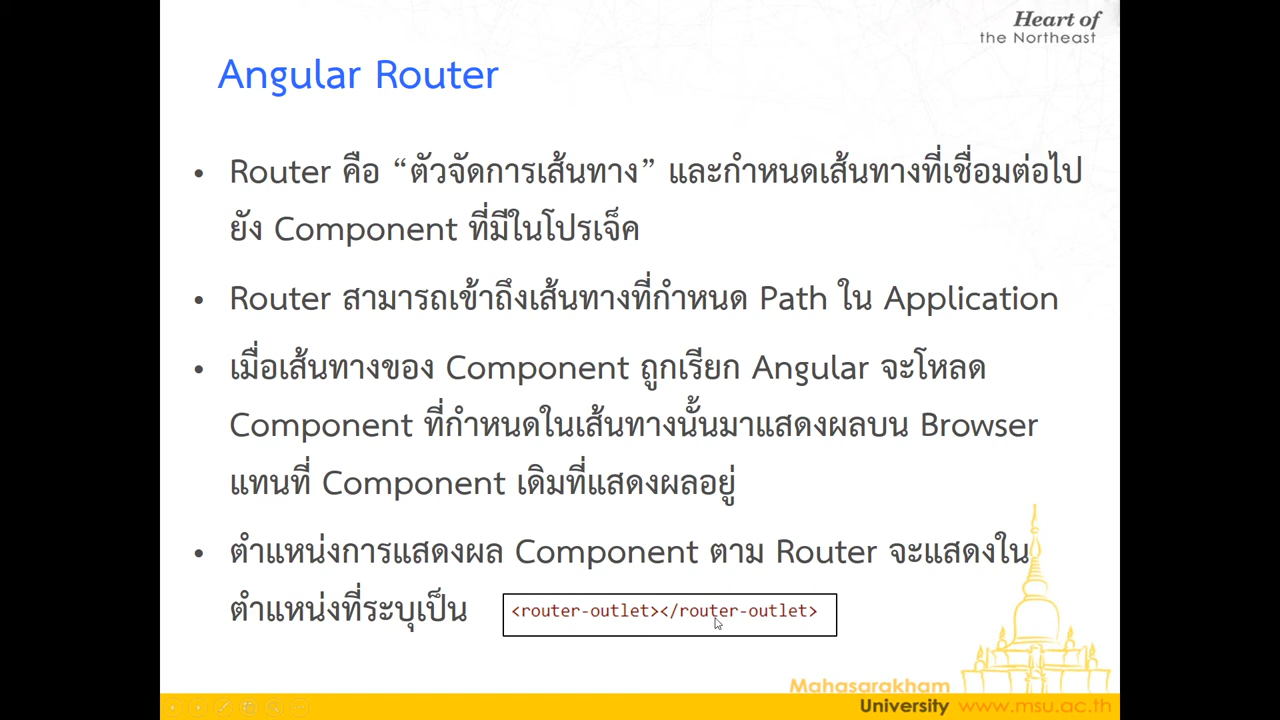 Heart of
the Northeast
Angular Router
• Router คือ “ตัวจัดการเส้นทาง” และกำหนดเส้นทางที่เชื่อมต่อไป
ยัง Component ที่มีในโปรเจ็ค
• Router สามารถเข้าถึงเส้นทางที่กำหนด Path ใน Application
• เมื่อเส้นทางของ Component ถูกเรียก Angular จะโหลด
Component ที่กำหนดในเส้นทางนั้นมาแสดงผลบน Browser
แทนที่ Component เดิมที่แสดงผลอยู่
• ตำแหน่งการแสดงผล Component ตาม Router จะแสดงใน
ตำแหน่งที่ระบุเป็น <router-outlet></router-outlet>
Mahasarakham
University www.msu.ac.th